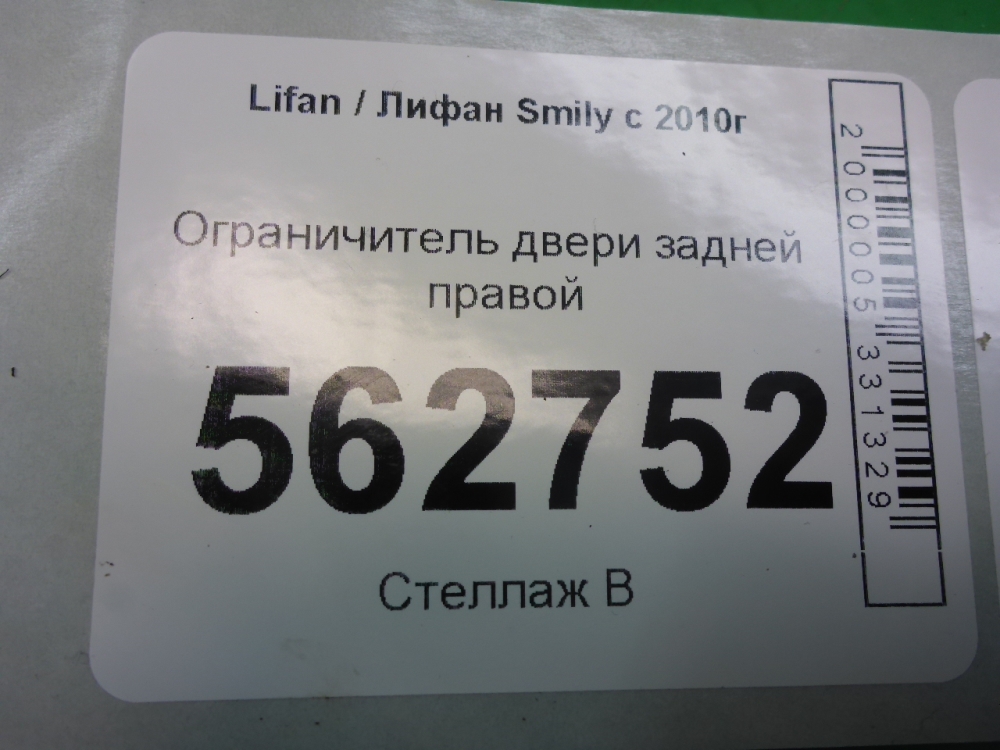 Lifan / Лифан Smily с 2010г
Ограничитель двери задней
правой
562752
Стеллаж В
2000005331329